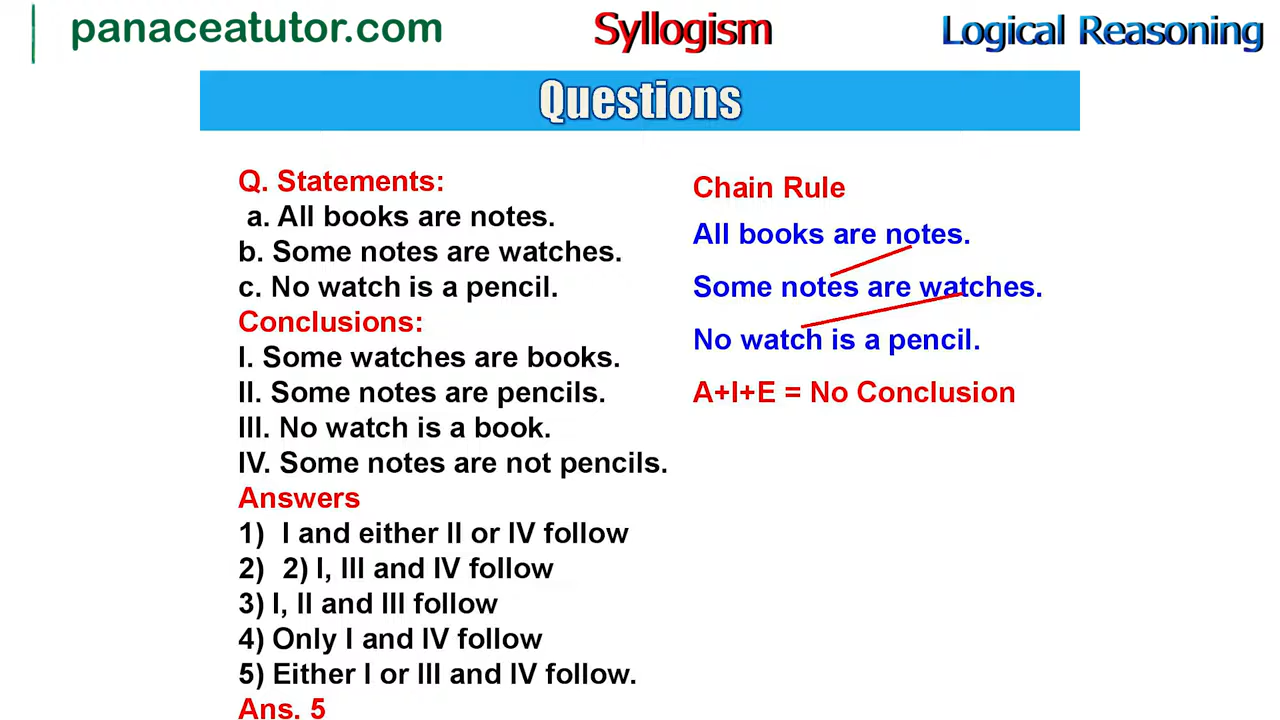 panaceatutor.com
Syllogism
Logical Reasoning
Questions
Q. Statements:
a. All books are notes.
b. Some notes are watches.
c. No watch is a pencil.
Conclusions:
I. Some watches are books.
II. Some notes are pencils.
III. No watch is a book.
IV. Some notes are not pencils.
Answers
1) I and either II or IV follow
2) 2) I, III and IV follow
3) I, II and III follow
4) Only I and IV follow
5) Either I or III and IV follow.
Ans. 5
Chain Rule
All books are notes.
Some notes are watches.
No watch is a pencil.
A+I+E = No Conclusion